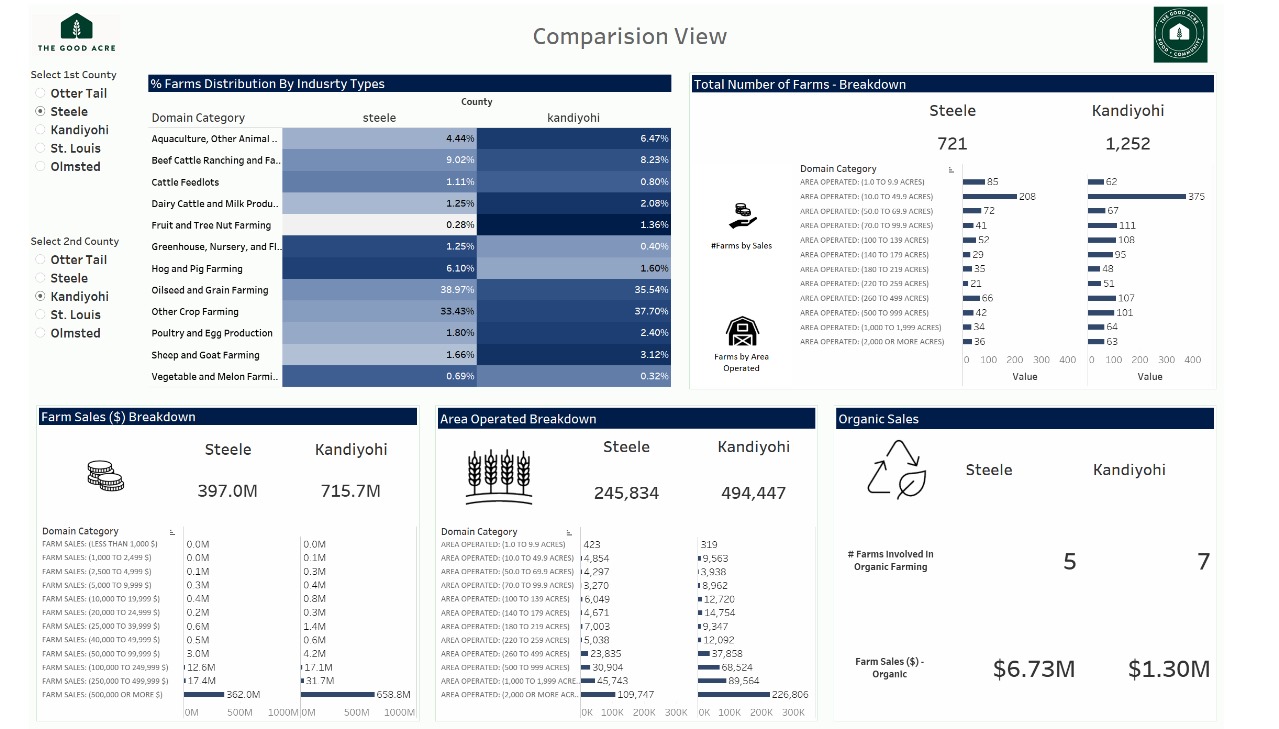 THE GOOD ACRE
Comparision View
THE GOOD ACRE
FOOD • COMMUNITY
Select 1st County
Otter Tail
Steele
Kandiyohi
St. Louis
Olmsted
Select 2nd County
Otter Tail
Steele
Kandiyohi
St. Louis
Olmsted
% Farms Distribution By Indusrty Types
County
Domain Category steele kandiyohi
Aquaculture, Other Animal .. 4.44% 6.47%
Beef Cattle Ranching and Fa.. 9.02% 8.23%
Cattle Feedlots 1.11% 0.80%
Dairy Cattle and Milk Produ.. 1.25% 2.08%
Fruit and Tree Nut Farming 0.28% 1.36%
Greenhouse, Nursery, and Fl.. 1.25% 0.40%
Hog and Pig Farming 6.10% 1.60%
Oilseed and Grain Farming 38.97% 35.54%
Other Crop Farming 33.43% 37.70%
Poultry and Egg Production 1.80% 2.40%
Sheep and Goat Farming 1.66% 3.12%
Vegetable and Melon Farmi.. 0.69% 0.32%
Total Number of Farms - Breakdown
Steele Kandiyohi
721 1,252
#Farms by Sales
Farms by Area
Operated
Domain Category
AREA OPERATED: (1.0 TO 9.9 ACRES) 85 62
AREA OPERATED: (10.0 TO 49.9 ACRES) 208 375
AREA OPERATED: (50.0 TO 69.9 ACRES) 72 67
AREA OPERATED: (70.0 TO 99.9 ACRES) 41 111
AREA OPERATED: (100 TO 139 ACRES) 52 108
AREA OPERATED: (140 TO 179 ACRES) 29 95
AREA OPERATED: (180 TO 219 ACRES) 35 48
AREA OPERATED: (220 TO 259 ACRES) 21 51
AREA OPERATED: (260 TO 499 ACRES) 66 107
AREA OPERATED: (500 TO 999 ACRES) 42 101
AREA OPERATED: (1,000 TO 1,999 ACRES) 34 64
AREA OPERATED: (2,000 OR MORE ACRES) 36 63
0 100 200 300 400 0 100 200 300 400
Value Value
Farm Sales ($) Breakdown
Steele Kandiyohi
397.0M 715.7M
Domain Category
FARM SALES: (LESS THAN 1,000 $) 0.0M 0.0M
FARM SALES: (1,000 TO 2,499 $) 0.0M 0.1M
FARM SALES: (2,500 TO 4,999 $) 0.1M 0.3M
FARM SALES: (5,000 TO 9,999 $) 0.3M 0.4M
FARM SALES: (10,000 TO 19,999 $) 0.4M 0.8M
FARM SALES: (20,000 TO 24,999 $) 0.2M 0.3M
FARM SALES: (25,000 TO 39,999 $) 0.6M 1.4M
FARM SALES: (40,000 TO 49,999 $) 0.5M 0.6M
FARM SALES: (50,000 TO 99,999 $) 3.0M 4.2M
FARM SALES: (100,000 TO 249,999 $) 12.6M 17.1M
FARM SALES: (250,000 TO 499,999 $) 17.4M 31.7M
FARM SALES: (500,000 OR MORE $) 362.0M 658.8M
0M 500M 1000M 0M 500M 1000M
Area Operated Breakdown
Steele Kandiyohi
245,834 494,447
Domain Category
AREA OPERATED: (1.0 TO 9.9 ACRES) 423 319
AREA OPERATED: (10.0 TO 49.9 ACRES) 4,854 9,563
AREA OPERATED: (50.0 TO 69.9 ACRES) 4,297 3,938
AREA OPERATED: (70.0 TO 99.9 ACRES) 3,270 8,962
AREA OPERATED: (100 TO 139 ACRES) 6,049 12,720
AREA OPERATED: (140 TO 179 ACRES) 4,671 14,754
AREA OPERATED: (180 TO 219 ACRES) 7,003 9,347
AREA OPERATED: (220 TO 259 ACRES) 5,038 12,092
AREA OPERATED: (260 TO 499 ACRES) 23,835 37,858
AREA OPERATED: (500 TO 999 ACRES) 30,904 68,524
AREA OPERATED: (1,000 TO 1,999 ACRE.. 45,743 89,564
AREA OPERATED: (2,000 OR MORE ACR.. 109,747 226,806
0K 100K 200K 300K 0K 100K 200K 300K
Organic Sales
Steele Kandiyohi
# Farms Involved In
Organic Farming
5 7
Farm Sales ($) -
Organic
$6.73M $1.30M